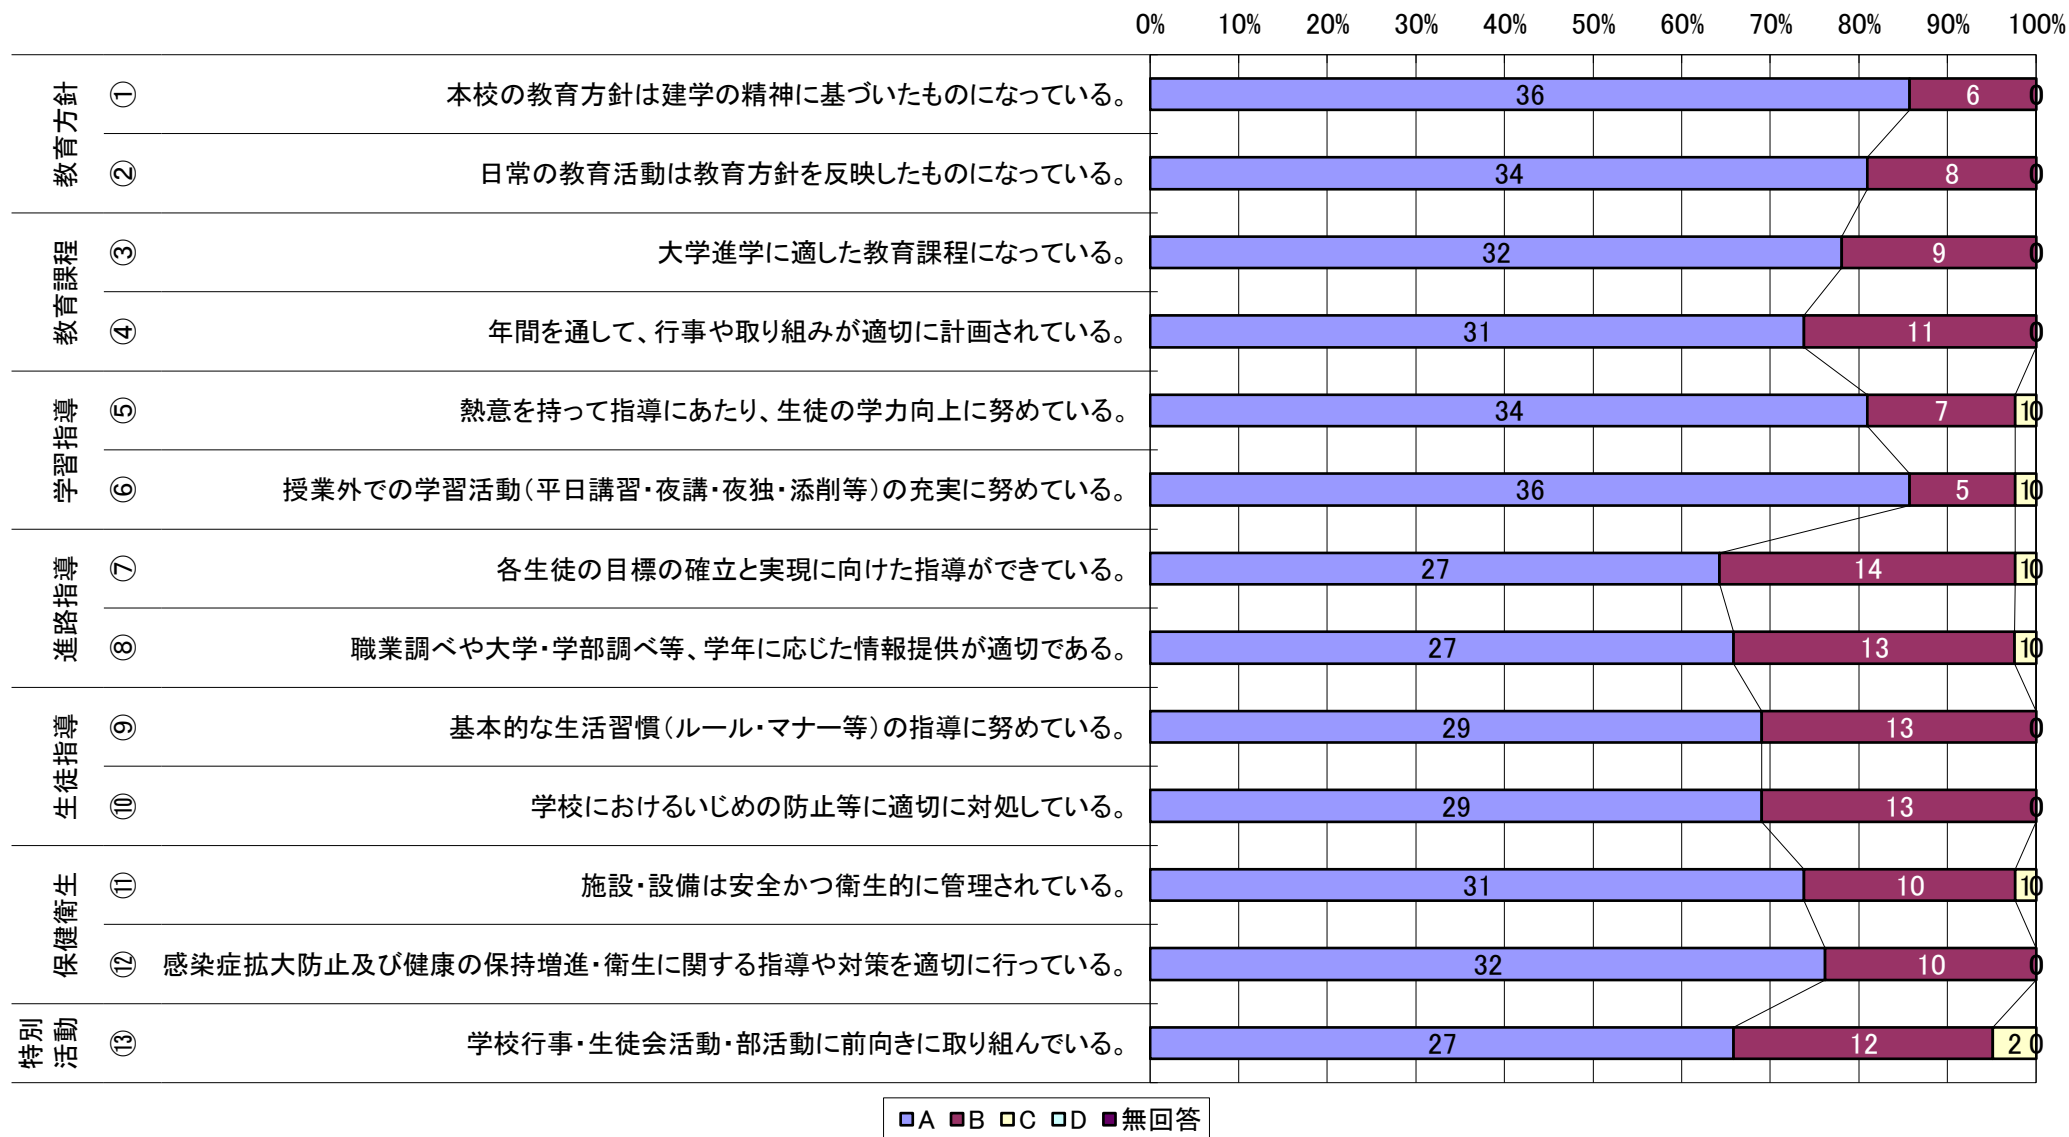 0% 10% 20% 30% 40% 50% 60% 70% 80% 90% 100%
教育方針
① 本校の教育方針は建学の精神に基づいたものになっている。 36 6 0
② 日常の教育活動は教育方針を反映したものになっている。 34 8 0
教育課程
③ 大学進学に適した教育課程になっている。 32 9 0
④ 年間を通して、行事や取り組みが適切に計画されている。 31 11 0
学習指導
⑤ 熱意を持って指導にあたり、生徒の学力向上に努めている。 34 7 1 0
⑥ 授業外での学習活動(平日講習・夜講・夜独・添削等)の充実に努めている。 36 5 1 0
進路指導
⑦ 各生徒の目標の確立と実現に向けた指導ができている。 27 14 1 0
⑧ 職業調べや大学・学部調べ等、学年に応じた情報提供が適切である。 27 13 1 0
生徒指導
⑨ 基本的な生活習慣(ルール・マナー等)の指導に努めている。 29 13 0
⑩ 学校におけるいじめの防止等に適切に対処している。 29 13 0
保健衛生
⑪ 施設・設備は安全かつ衛生的に管理されている。 31 10 1 0
⑫ 感染症拡大防止及び健康の保持増進・衛生に関する指導や対策を適切に行っている。 32 10 0
特別
活動
⑬ 学校行事・生徒会活動・部活動に前向きに取り組んでいる。 27 12 2 0
A B C D 無回答